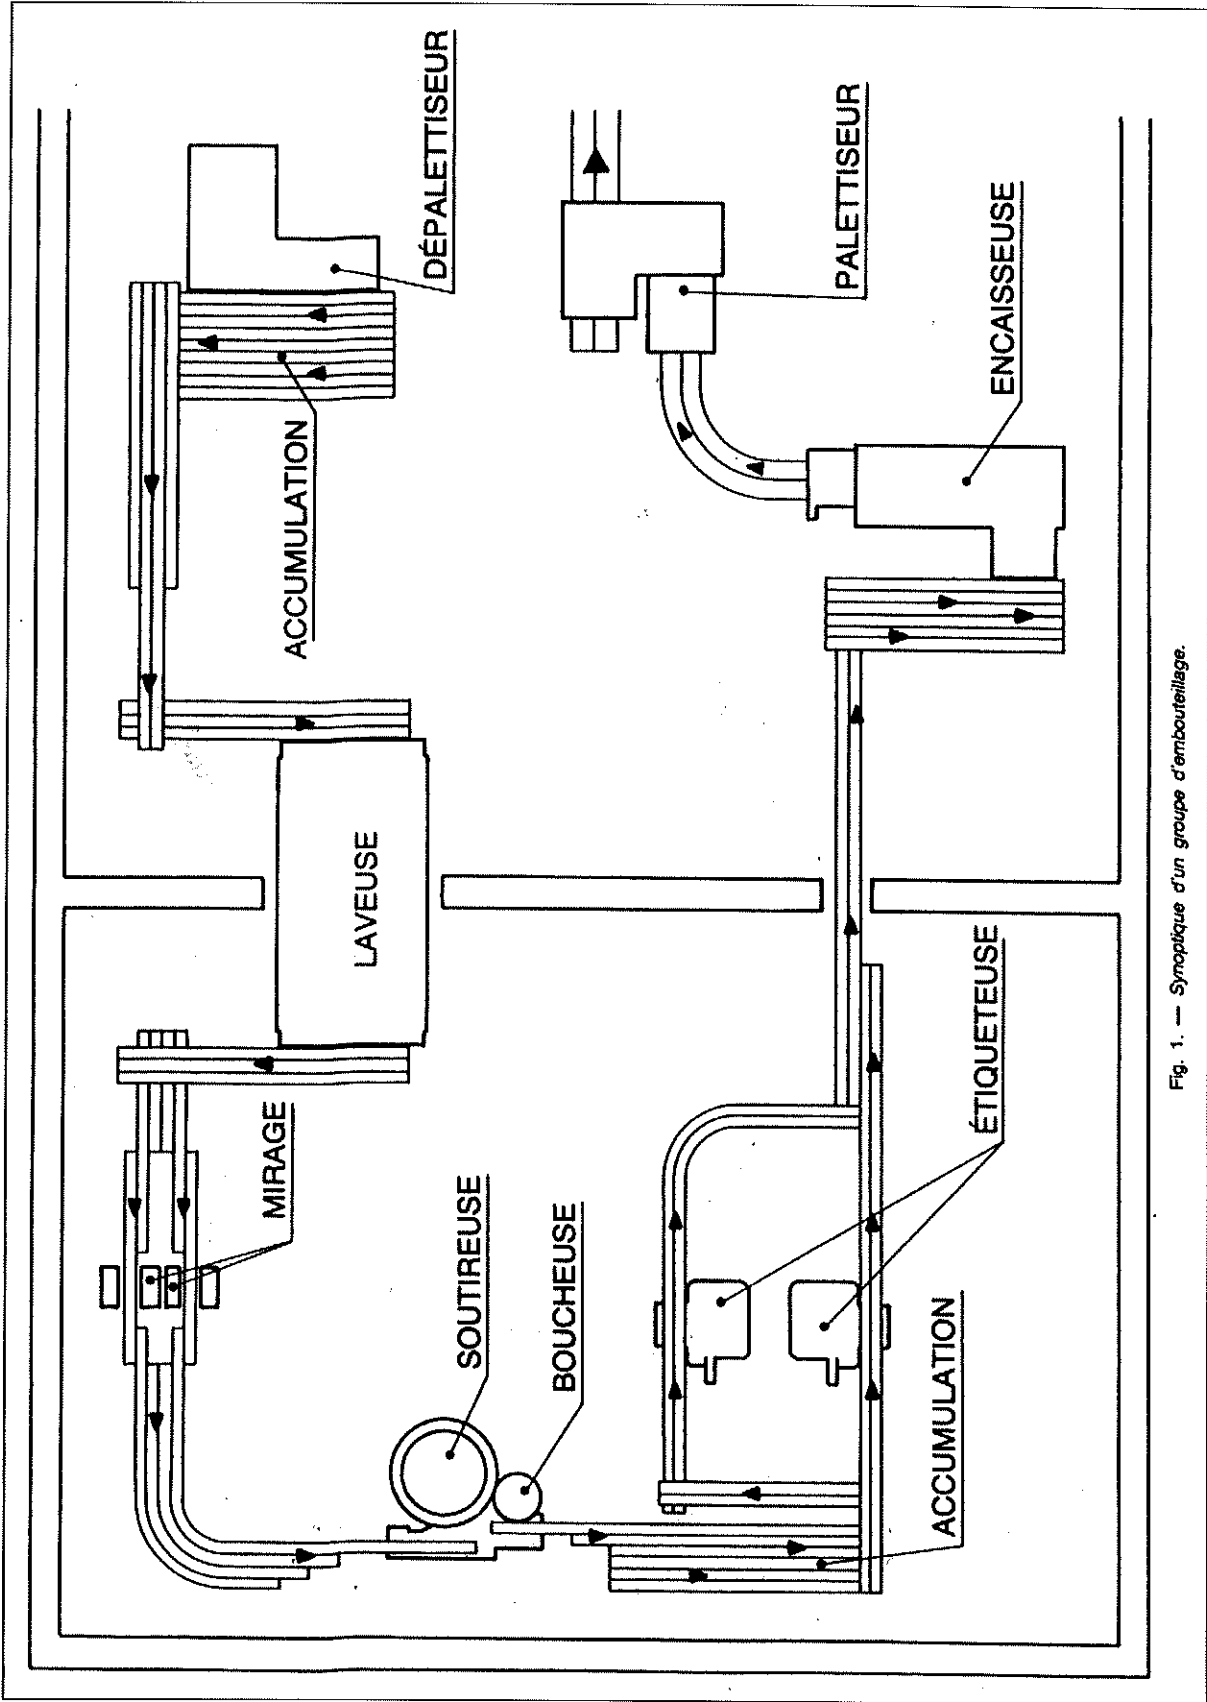 DÉPALETTISEUR
ACCUMULATION
PALETTISEUR
ENCAISSEUSE
LAVEUSE
MIRAGE
SOUTIREUSE
BOUCHEUSE
ÉTIQUETEUSE
ACCUMULATION
Fig. 1. — Synoptique d'un groupe d'embouteillage.